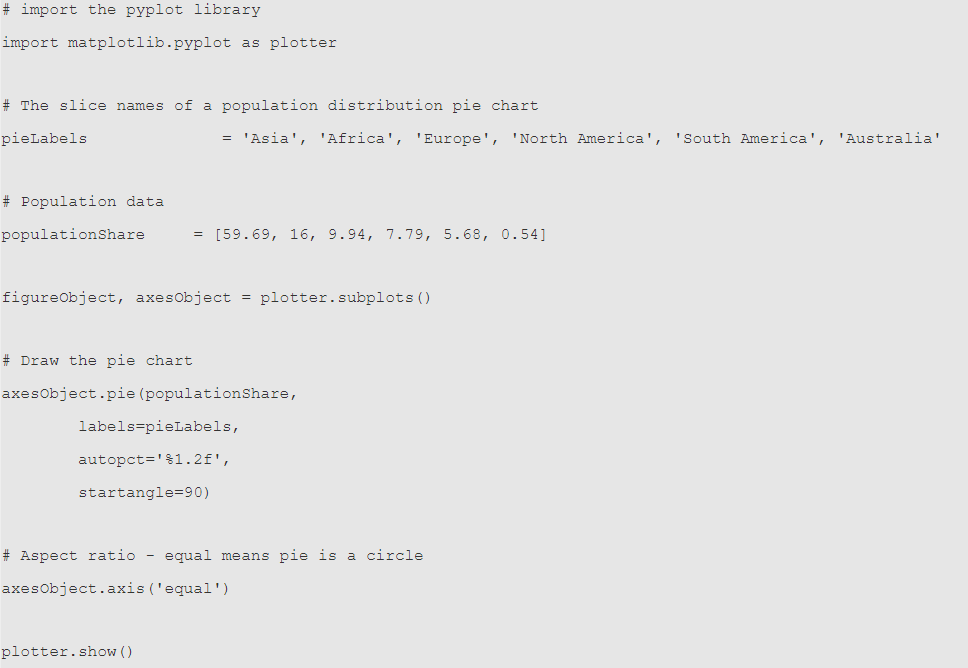 # import the pyplot library
import matplotlib.pyplot as plotter
# The slice names of a population distribution pie chart
pieLabels              = 'Asia', 'Africa', 'Europe', 'North America', 'South America', 'Australia'
# Population data
populationShare     = [59.69, 16, 9.94, 7.79, 5.68, 0.54]
figureObject, axesObject = plotter.subplots()
# Draw the pie chart
axesObject.pie(populationShare,
        labels=pieLabels,
        autopct='%1.2f',
        startangle=90)
# Aspect ratio - equal means pie is a circle
axesObject.axis('equal')
plotter.show()